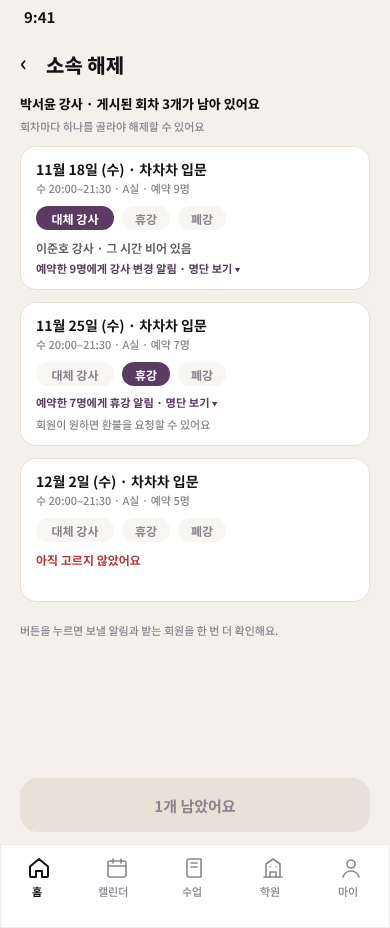 9:41
‹ 소속 해제
박서윤 강사 · 게시된 회차 3개가 남아 있어요
회차마다 하나를 골라야 해제할 수 있어요
11월 18일 (수) · 차차차 입문
수 20:00–21:30 · A실 · 예약 9명
대체 강사 휴강 폐강
이준호 강사 · 그 시간 비어 있음
예약한 9명에게 강사 변경 알림 · 명단 보기 ▾
11월 25일 (수) · 차차차 입문
수 20:00–21:30 · A실 · 예약 7명
대체 강사 휴강 폐강
예약한 7명에게 휴강 알림 · 명단 보기 ▾
회원이 원하면 환불을 요청할 수 있어요
12월 2일 (수) · 차차차 입문
수 20:00–21:30 · A실 · 예약 5명
대체 강사 휴강 폐강
아직 고르지 않았어요
버튼을 누르면 보낼 알림과 받는 회원을 한 번 더 확인해요.
1개 남았어요
홈 캘린더 수업 학원 마이